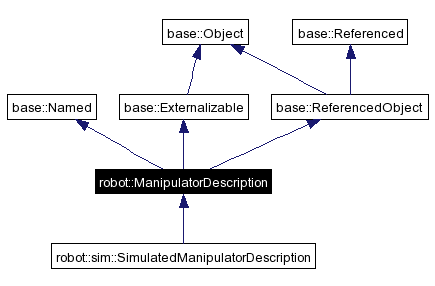 base::Object
base::Referenced
base::Named
base::Externalizable
base::ReferencedObject
robot::ManipulatorDescription
robot::sim::SimulatedManipulatorDescription